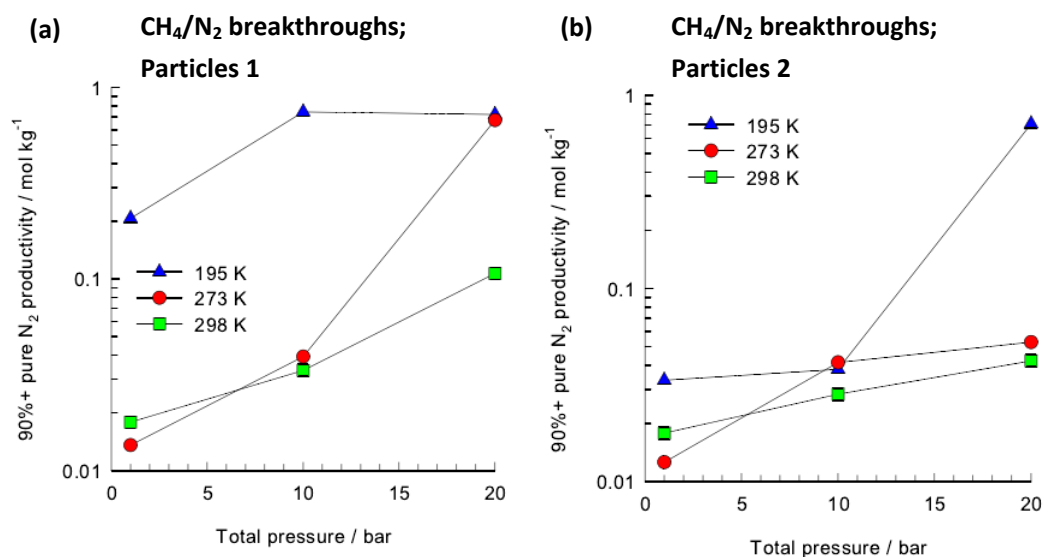 (a)
CH₄/N₂ breakthroughs;
Particles 1
90%+ pure N₂ productivity / mol kg⁻¹
1
0.1
0.01
195 K
273 K
298 K
0 5 10 15 20
Total pressure / bar
(b)
CH₄/N₂ breakthroughs;
Particles 2
90%+ pure N₂ productivity / mol kg⁻¹
1
0.1
0.01
195 K
273 K
298 K
0 5 10 15 20
Total pressure / bar